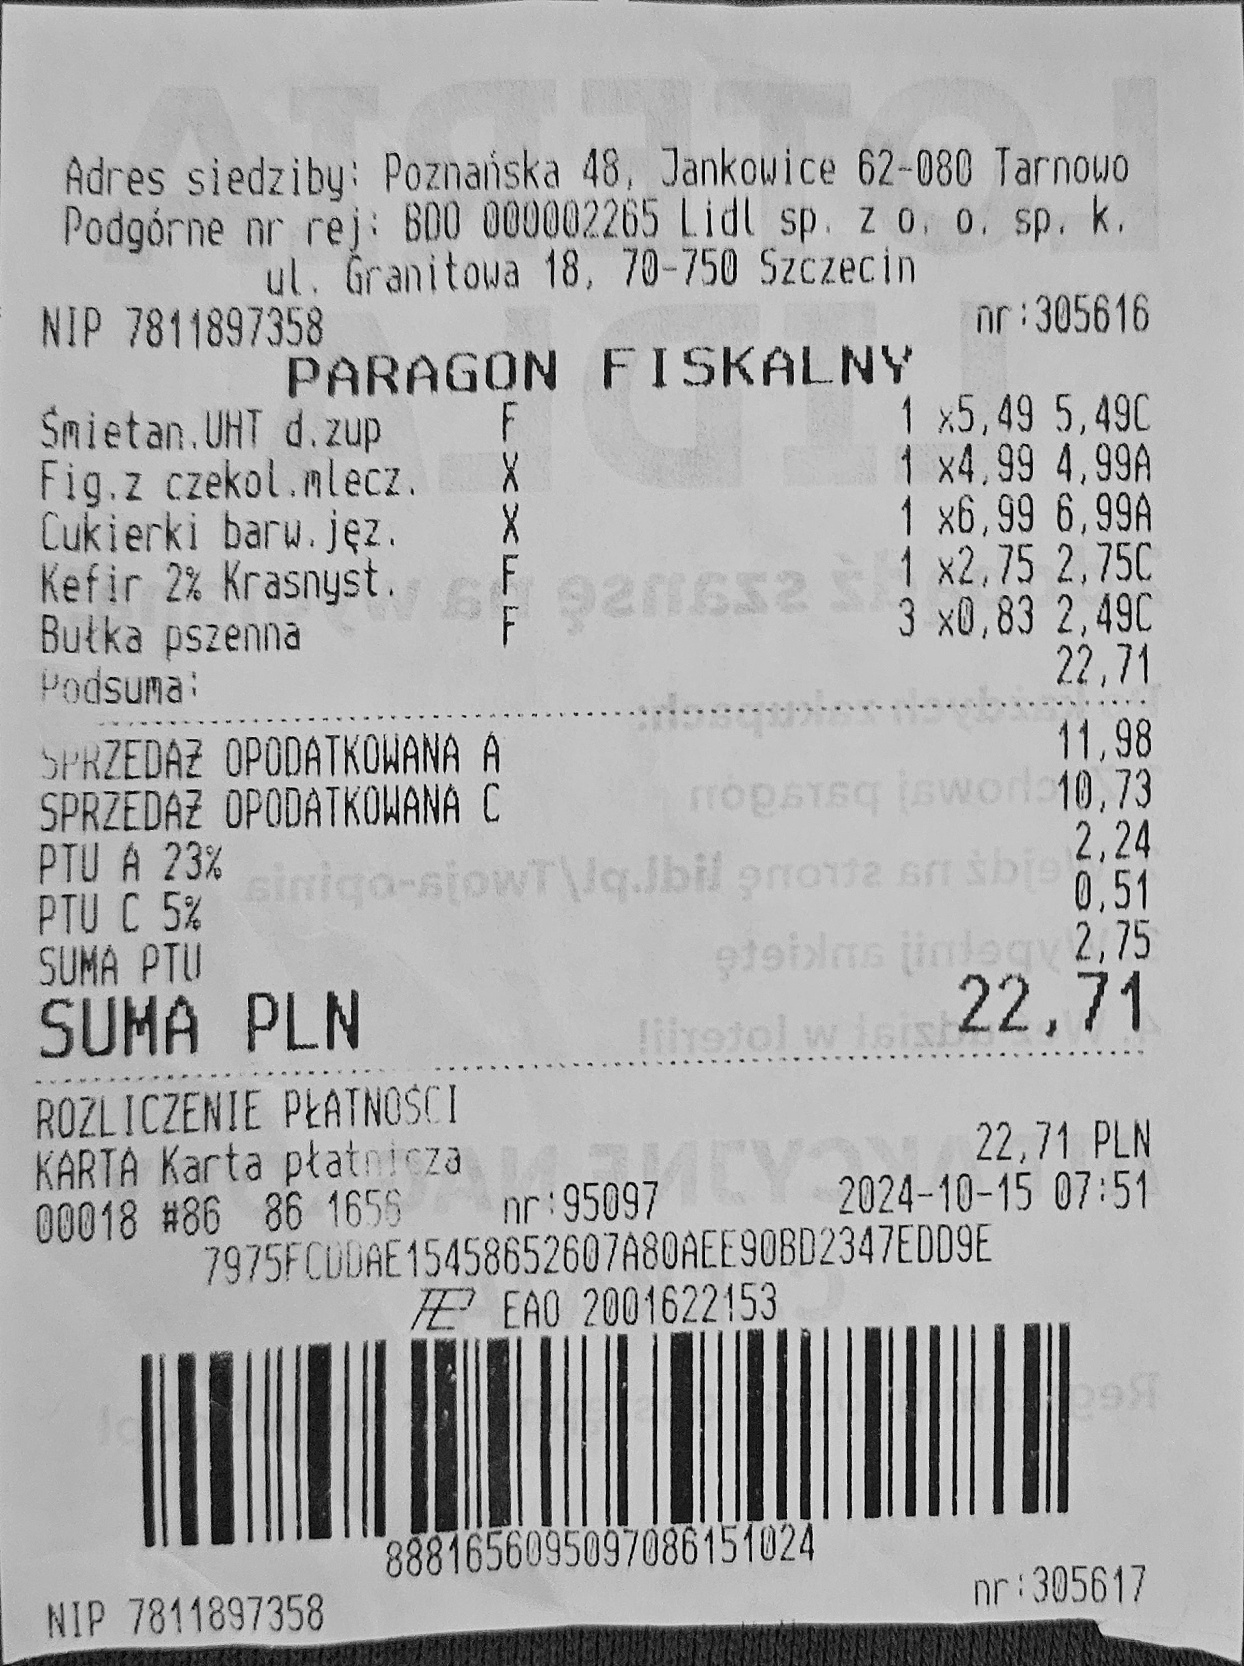 Adres siedziby: Poznańska 48, Jankowice 62-080 Tarnowo
Podgórne nr rej: BDO 000002265 Lidl sp. z o. o. sp. k.
ul. Granitowa 18, 70-750 Szczecin
NIP 7811897358 nr:305616
PARAGON FISKALNY
Śmietan.UHT d.zup F 1 x5,49 5,49C
Fig.z czekol.mlecz. X 1 x4,99 4,99A
Cukierki barw.jęz. X 1 x6,99 6,99A
Kefir 2% Krasnyst. F 1 x2,75 2,75C
Bułka pszenna F 3 x0,83 2,49C
Podsuma: 22,71
SPRZEDAŻ OPODATKOWANA A 11,98
SPRZEDAŻ OPODATKOWANA C 10,73
PTU A 23% 2,24
PTU C 5% 0,51
SUMA PTU 2,75
SUMA PLN 22,71
ROZLICZENIE PŁATNOŚCI
KARTA Karta płatnicza 22,71 PLN
00018 #86 86 1656 nr:95097 2024-10-15 07:51
EAO 2001622153
8881656095097086151024
NIP 7811897358 nr:305617